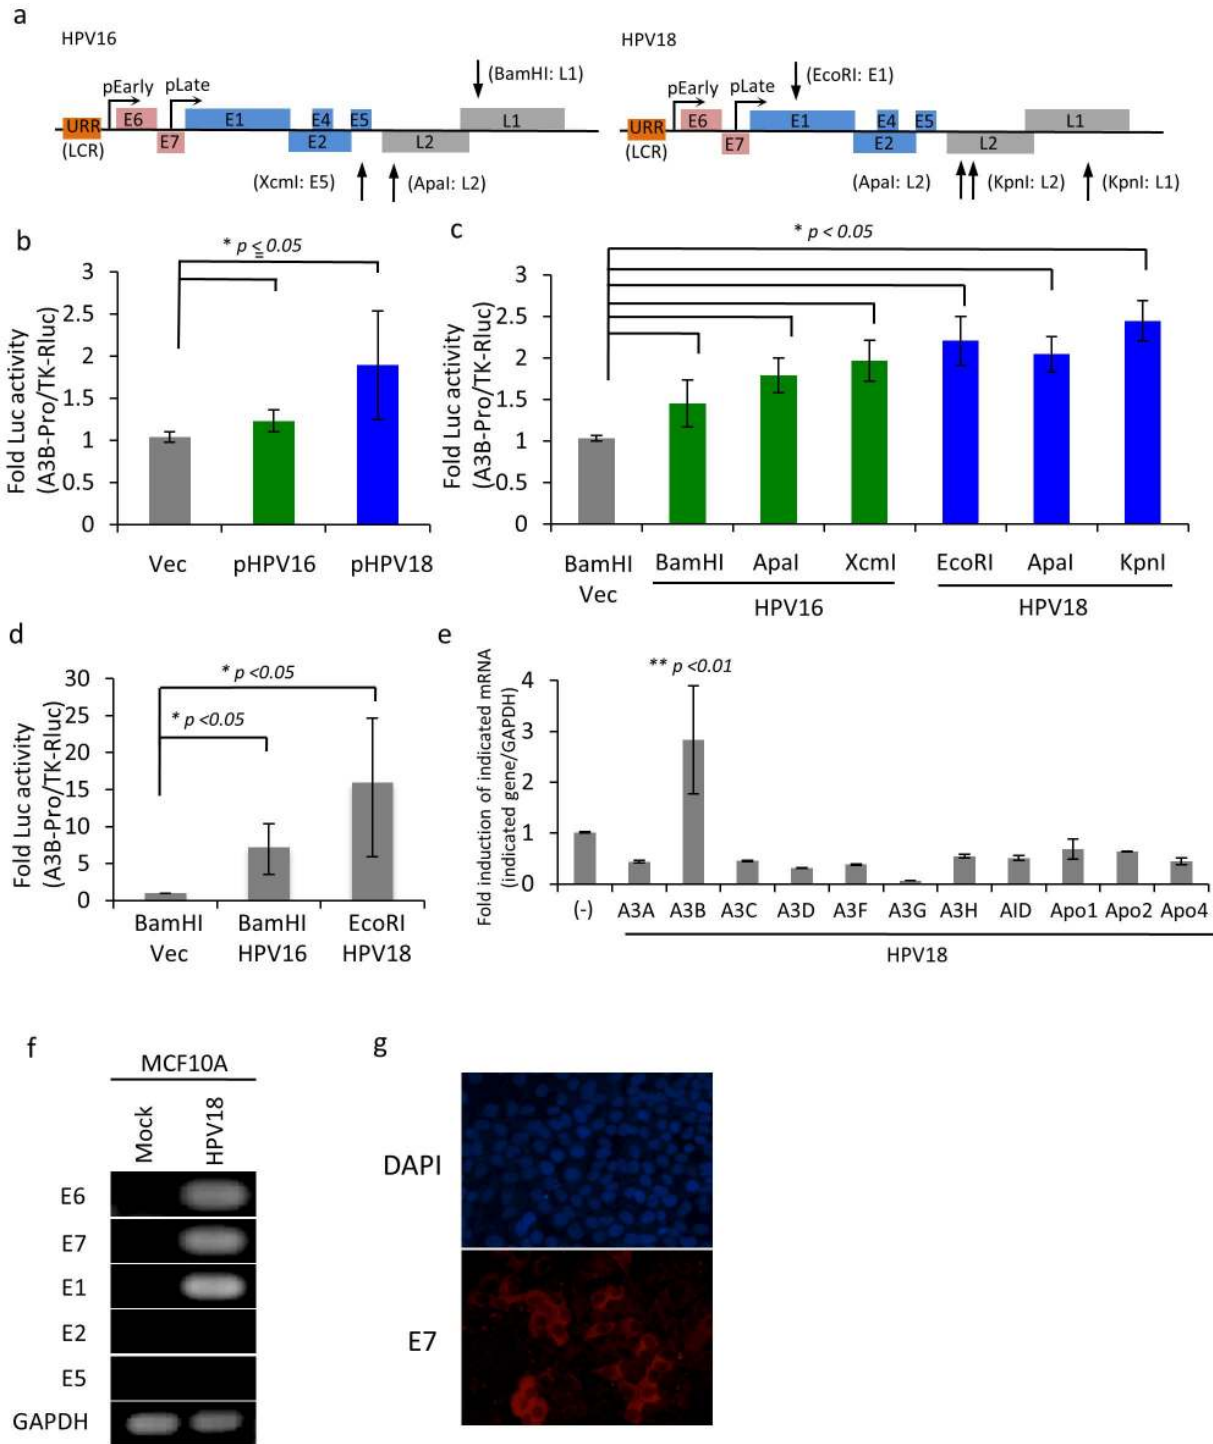 a
HPV16
HPV18
pEarly
pLate
(BamHI: L1)
URR
(LCR)
E6
E7
E1
E4
E2
E5
L2
L1
(XcmI: E5)
(ApaI: L2)
pEarly
pLate
(EcoRI: E1)
URR
(LCR)
E6
E7
E1
E4
E2
E5
L2
L1
(ApaI: L2)
(KpnI: L2)
(KpnI: L1)
b
* p ≦ 0.05
Fold Luc activity
(A3B-Pro/TK-Rluc)
3
2.5
2
1.5
1
0.5
0
Vec
pHPV16
pHPV18
c
* p < 0.05
Fold Luc activity
(A3B-Pro/TK-Rluc)
3
2.5
2
1.5
1
0.5
0
BamHI
Vec
BamHI
ApaI
XcmI
HPV16
EcoRI
ApaI
KpnI
HPV18
d
* p <0.05
* p <0.05
Fold Luc activity
(A3B-Pro/TK-Rluc)
30
25
20
15
10
5
0
BamHI
Vec
BamHI
HPV16
EcoRI
HPV18
e
** p <0.01
Fold induction of indicated mRNA
(indicated gene/GAPDH)
4
3
2
1
0
(-)
A3A
A3B
A3C
A3D
A3F
A3G
A3H
AID
Apo1
Apo2
Apo4
HPV18
f
MCF10A
Mock
HPV18
E6
E7
E1
E2
E5
GAPDH
g
DAPI
E7